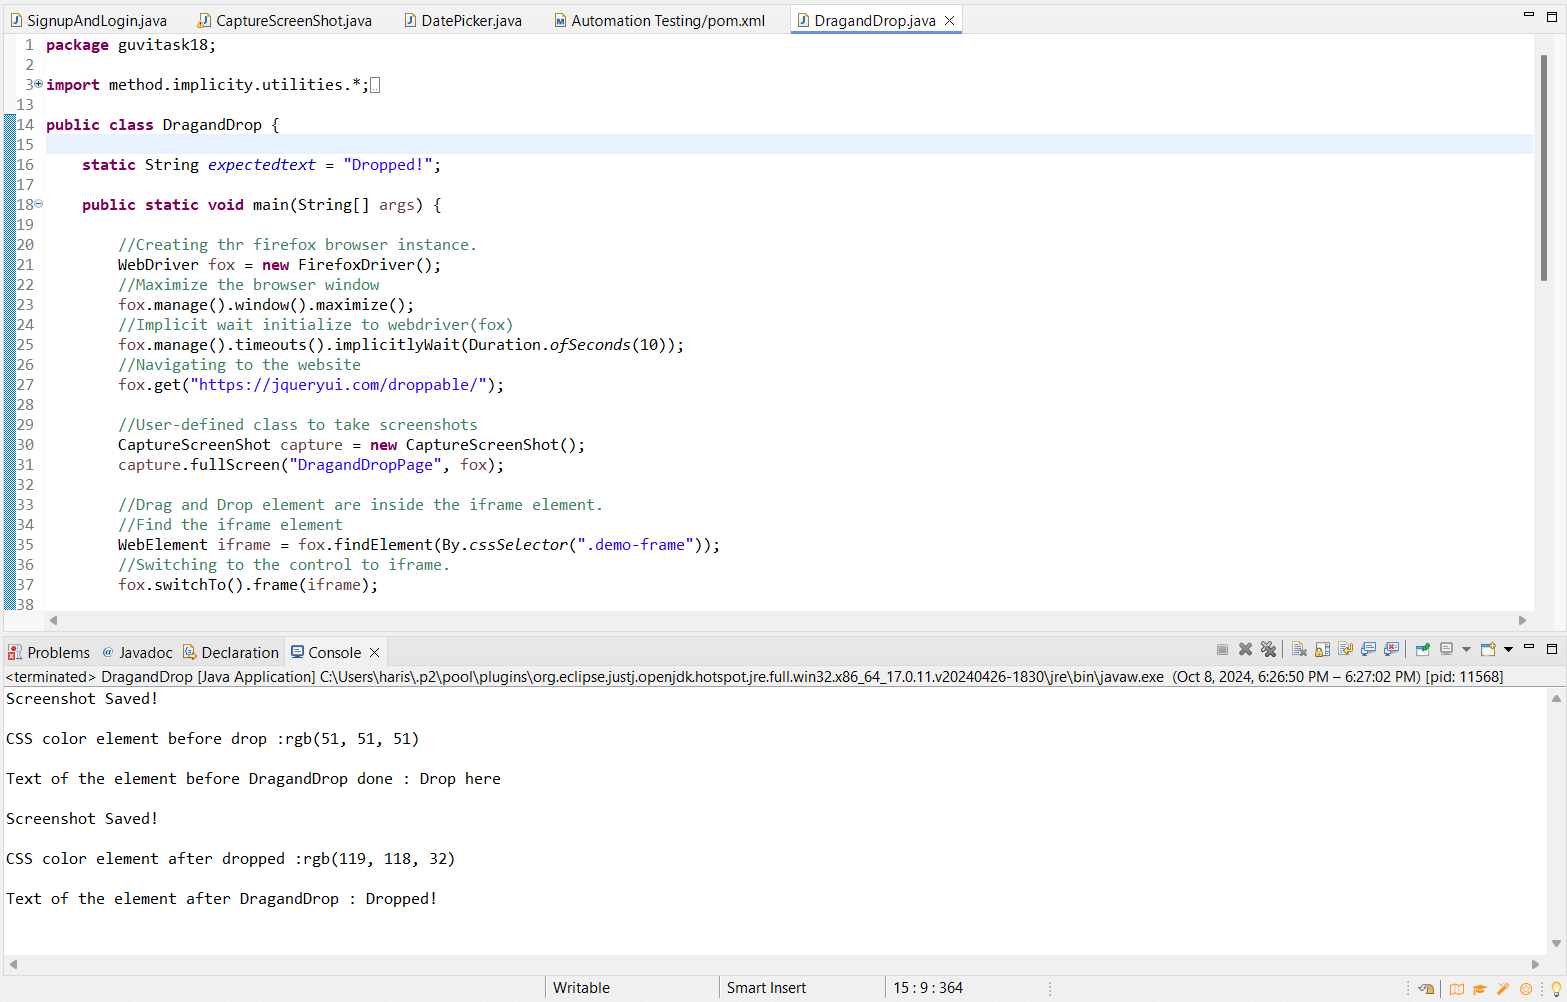 SignupAndLogin.java CaptureScreenShot.java DatePicker.java Automation Testing/pom.xml DragandDrop.java
1 package guvitask18;
2
3 import method.implicity.utilities.*;
13
14 public class DragandDrop {
15
16 static String expectedtext = "Dropped!";
17
18 public static void main(String[] args) {
19
20 //Creating thr firefox browser instance.
21 WebDriver fox = new FirefoxDriver();
22 //Maximize the browser window
23 fox.manage().window().maximize();
24 //Implicit wait initialize to webdriver(fox)
25 fox.manage().timeouts().implicitlyWait(Duration.ofSeconds(10));
26 //Navigating to the website
27 fox.get("https://jqueryui.com/droppable/");
28
29 //User-defined class to take screenshots
30 CaptureScreenShot capture = new CaptureScreenShot();
31 capture.fullScreen("DragandDropPage", fox);
32
33 //Drag and Drop element are inside the iframe element.
34 //Find the iframe element
35 WebElement iframe = fox.findElement(By.cssSelector(".demo-frame"));
36 //Switching to the control to iframe.
37 fox.switchTo().frame(iframe);
38
Problems @ Javadoc Declaration Console
<terminated> DragandDrop [Java Application] C:\Users\haris\.p2\pool\plugins\org.eclipse.justj.openjdk.hotspot.jre.full.win32.x86_64_17.0.11.v20240426-1830\jre\bin\javaw.exe (Oct 8, 2024, 6:26:50 PM – 6:27:02 PM) [pid: 11568]
Screenshot Saved!
CSS color element before drop :rgb(51, 51, 51)
Text of the element before DragandDrop done : Drop here
Screenshot Saved!
CSS color element after dropped :rgb(119, 118, 32)
Text of the element after DragandDrop : Dropped!
Writable Smart Insert 15 : 9 : 364